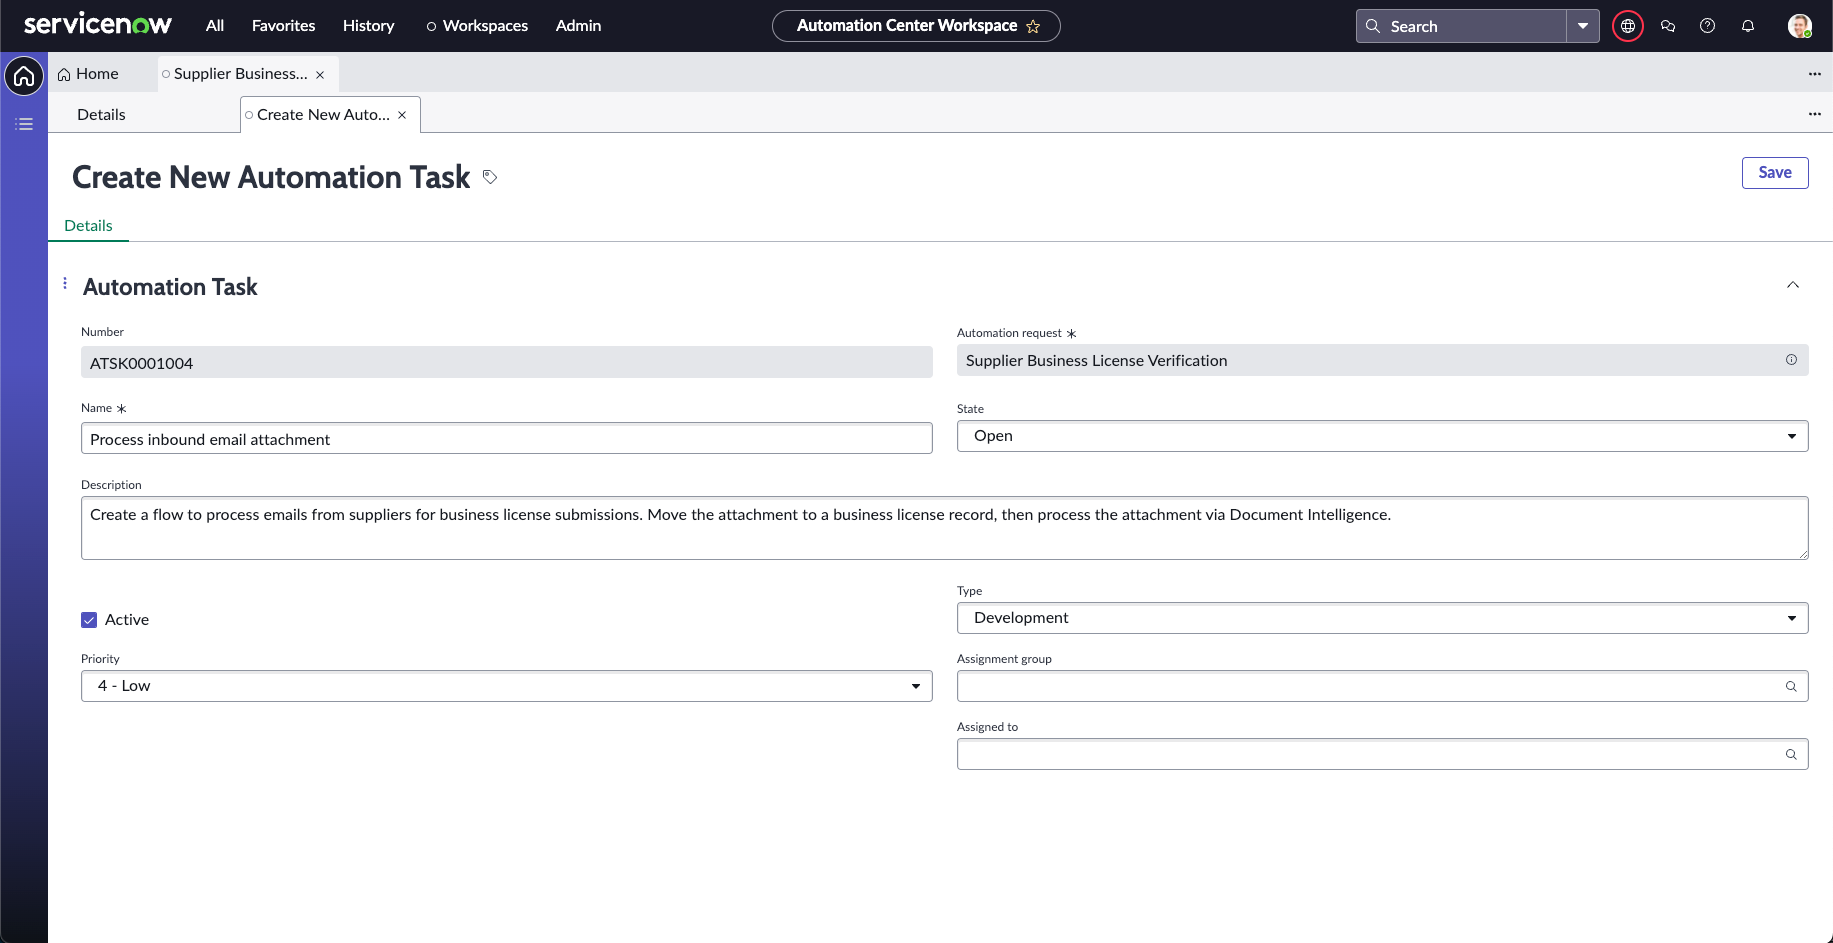 servicenow
All
Favorites
History
Workspaces
Admin
Automation Center Workspace
Search
Home
Supplier Business...
Details
Create New Auto...
Create New Automation Task
Save
Details
Automation Task
Number
ATSK0001004
Automation request
Supplier Business License Verification
Name
Process inbound email attachment
State
Open
Description
Create a flow to process emails from suppliers for business license submissions. Move the attachment to a business license record, then process the attachment via Document Intelligence.
Active
Type
Development
Priority
4 - Low
Assignment group
Assigned to